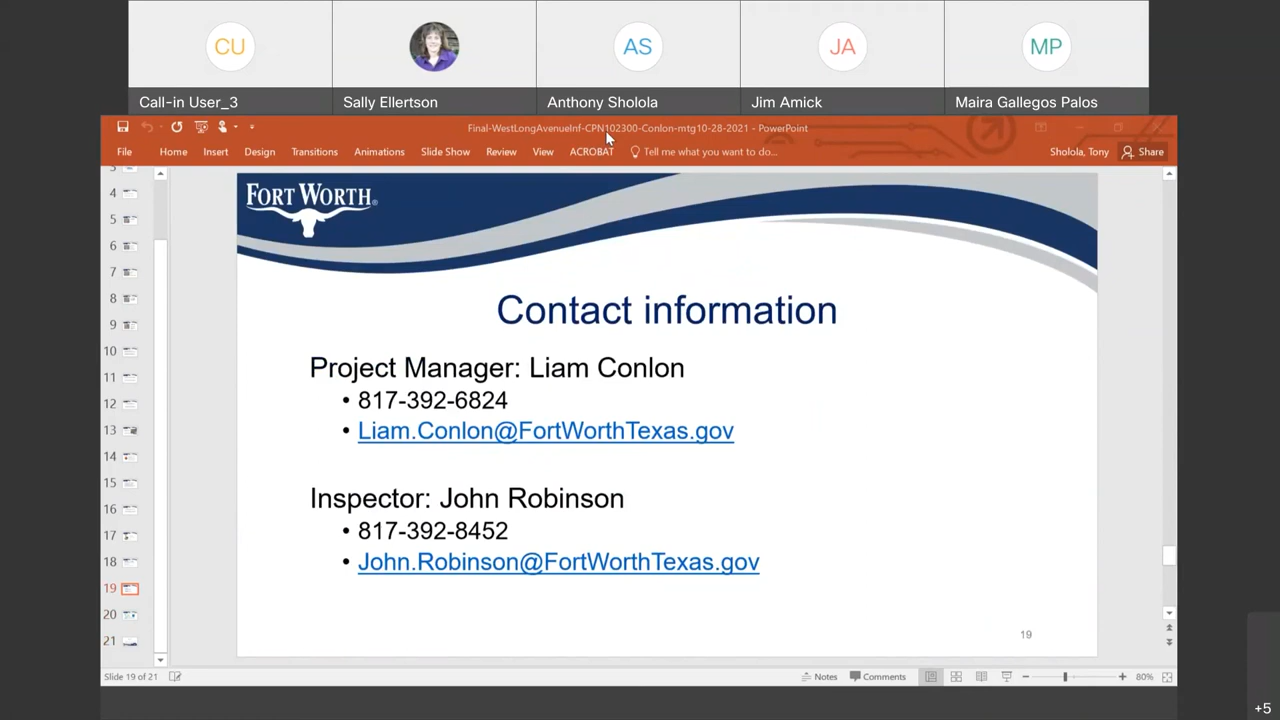 CU
AS
JA
MP
Call-in User_3
Sally Ellertson
Anthony Sholola
Jim Amick
Maira Gallegos Palos
Final-WestLongAvenueInf-CPN102300-Conlon-mtg10-28-2021 - PowerPoint
File Home Insert Design Transitions Animations Slide Show Review View ACROBAT Tell me what you want to do... Sholola, Tony Share
FORT WORTH®
Contact information
Project Manager: Liam Conlon
• 817-392-6824
• Liam.Conlon@FortWorthTexas.gov
Inspector: John Robinson
• 817-392-8452
• John.Robinson@FortWorthTexas.gov
19
4
5
6
7
8
9
10
11
12
13
14
15
16
17
18
19
20
21
Slide 19 of 21
Notes
Comments
80%
+5